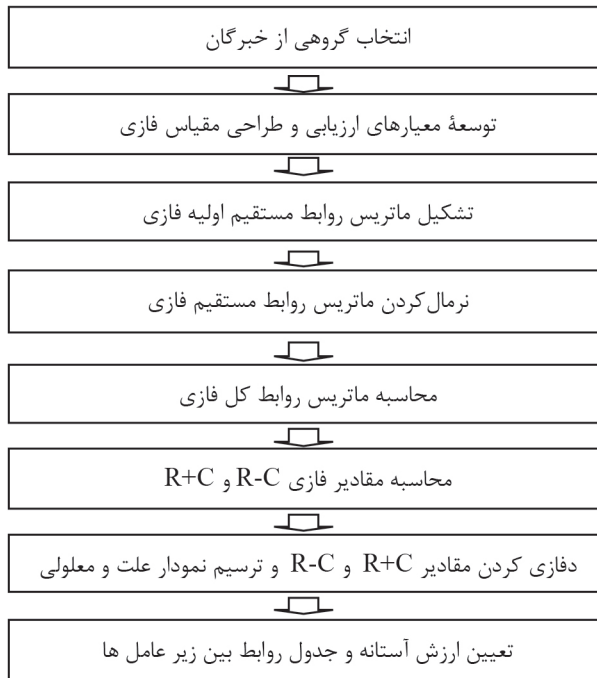 انتخاب گروهی از خبرگان
توسعهٔ معیارهای ارزیابی و طراحی مقیاس فازی
تشکیل ماتریس روابط مستقیم اولیه فازی
نرمال‌کردن ماتریس روابط مستقیم فازی
محاسبه ماتریس روابط کل فازی
محاسبه مقادیر فازی R-C و R+C
دفازی کردن مقادیر R+C و R-C و ترسیم نمودار علت و معلولی
تعیین ارزش آستانه و جدول روابط بین زیر عامل ها